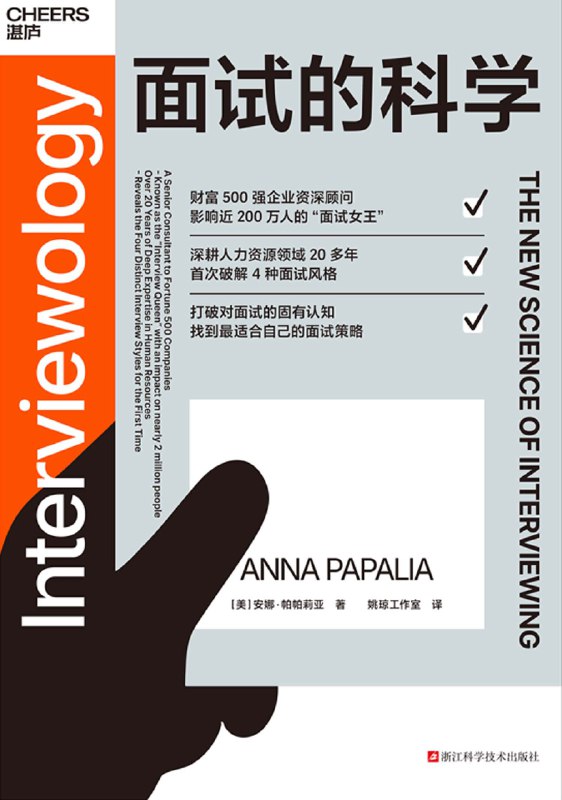 CHEERS
湛庐
面试的科学
Interviewology
THE NEW SCIENCE OF INTERVIEWING
A Senior Consultant to Fortune 500 Companies
- Known as the "Interview Queen" with an impact on nearly 2 million people
Over 20 Years of Deep Expertise in Human Resources
- Reveals the Four Distinct Interview Styles for the First Time
财富 500 强企业资深顾问
影响近 200 万人的“面试女王”
深耕人力资源领域 20 多年
首次破解 4 种面试风格
打破对面试的固有认知
找到最适合自己的面试策略
ANNA PAPALIA
[美]安娜·帕帕莉亚 著 姚琼工作室 译
浙江科学技术出版社